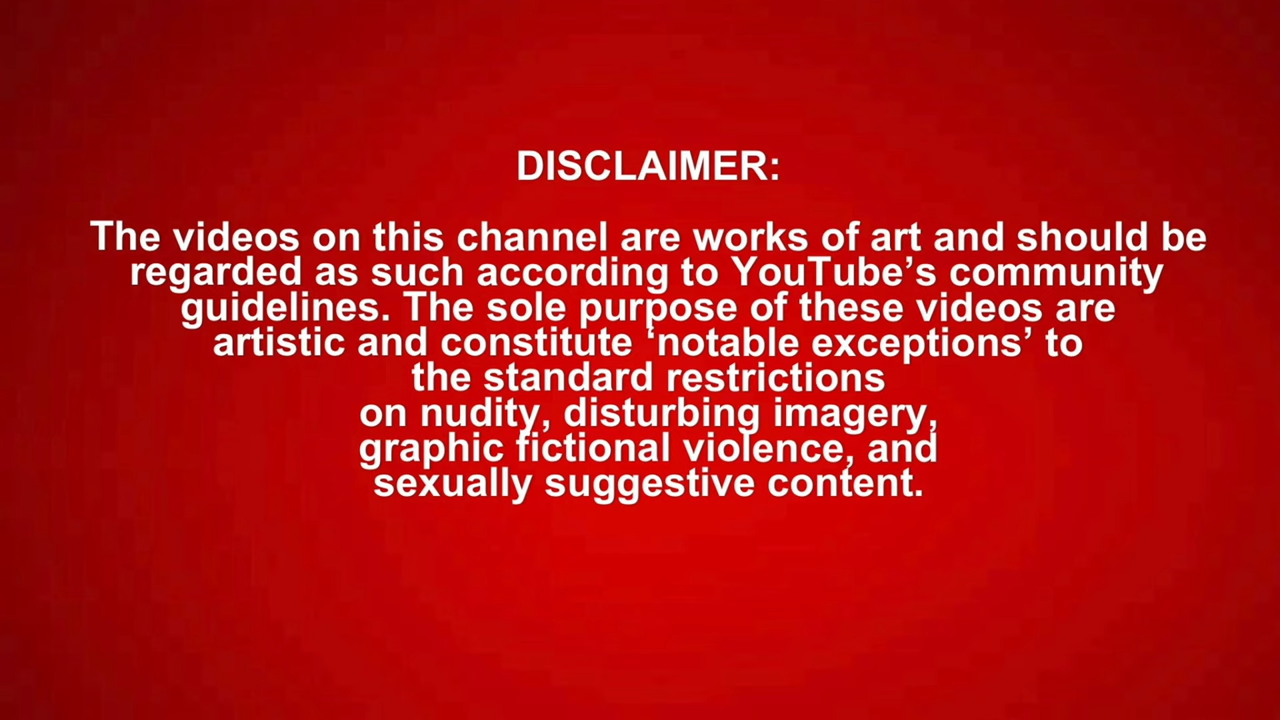 DISCLAIMER:
The videos on this channel are works of art and should be
regarded as such according to YouTube’s community
guidelines. The sole purpose of these videos are
artistic and constitute ‘notable exceptions’ to
the standard restrictions
on nudity, disturbing imagery,
graphic fictional violence, and
sexually suggestive content.